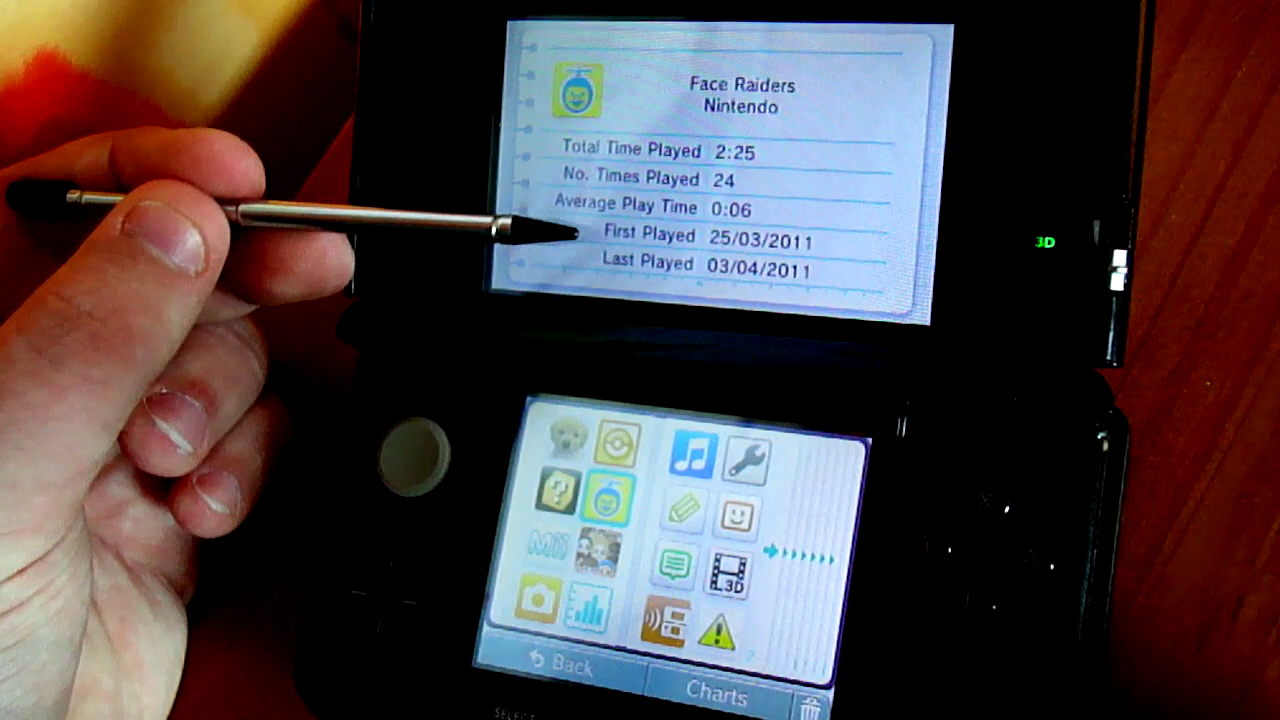 Face Raiders
Nintendo
Total Time Played 2:25
No. Times Played 24
Average Play Time 0:06
First Played 25/03/2011
Last Played 03/04/2011
3D
Mii
3D
Back
Charts
SELECT